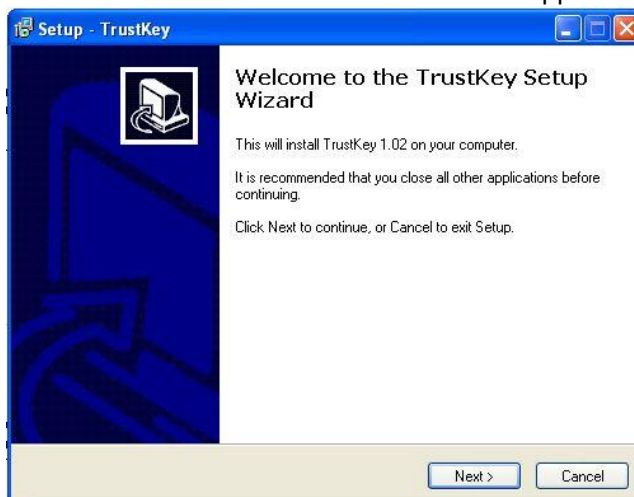 Setup - TrustKey
Welcome to the TrustKey Setup
Wizard
This will install TrustKey 1.02 on your computer.
It is recommended that you close all other applications before
continuing.
Click Next to continue, or Cancel to exit Setup.
Next >
Cancel